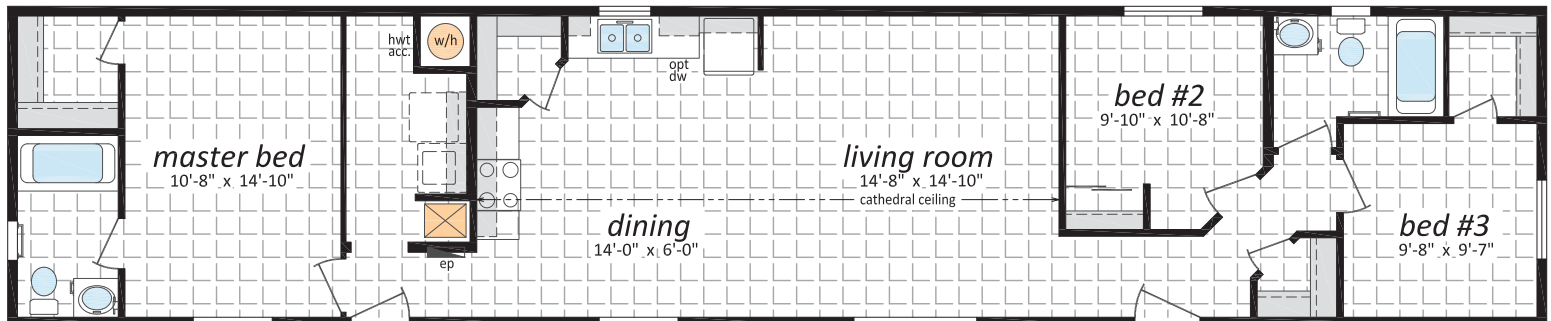 master bed
10'-8" x 14'-10"
hwt
acc.
w/h
ep
opt
dw
dining
14'-0" x 6'-0"
living room
14'-8" x 14'-10"
cathedral ceiling
bed #2
9'-10" x 10'-8"
bed #3
9'-8" x 9'-7"